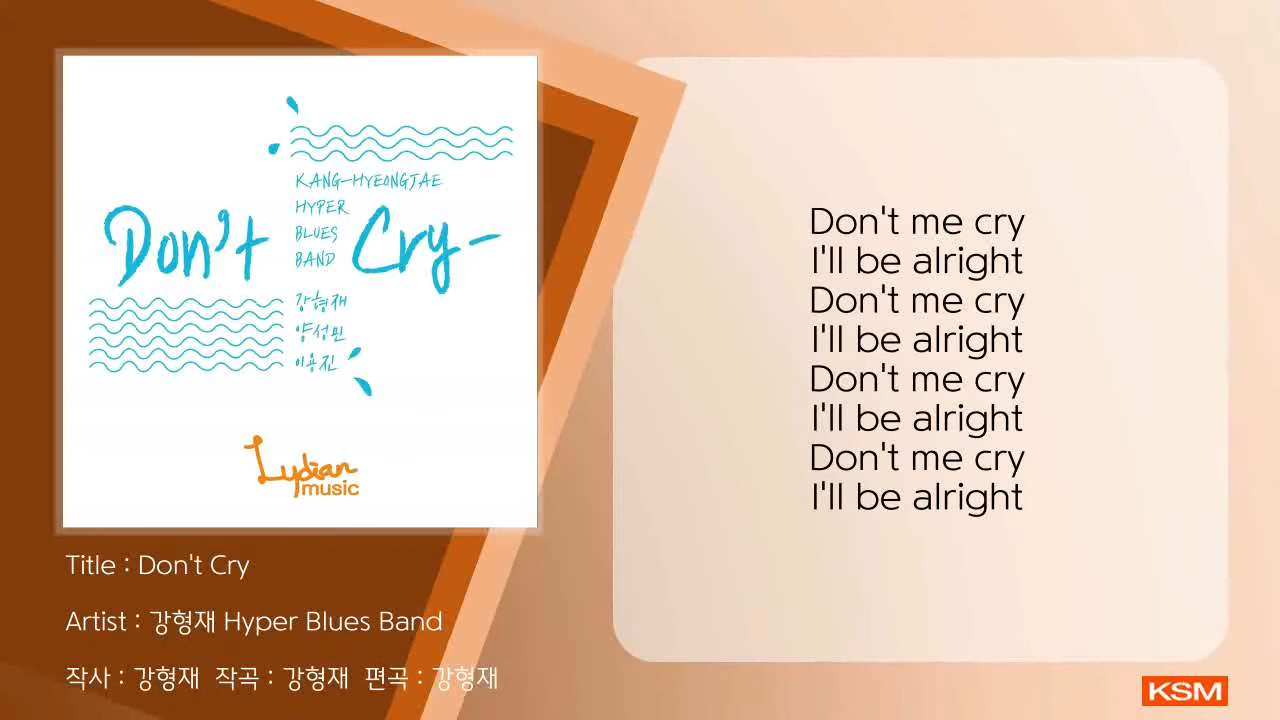 KANG-HYEONGJAE
HYPER
BLUES
BAND
Don't Cry-
강형재
양성민
이용진
Lydian
music
Title : Don't Cry
Artist : 강형재 Hyper Blues Band
작사 : 강형재 작곡 : 강형재 편곡 : 강형재
Don't me cry
I'll be alright
Don't me cry
I'll be alright
Don't me cry
I'll be alright
Don't me cry
I'll be alright
KSM